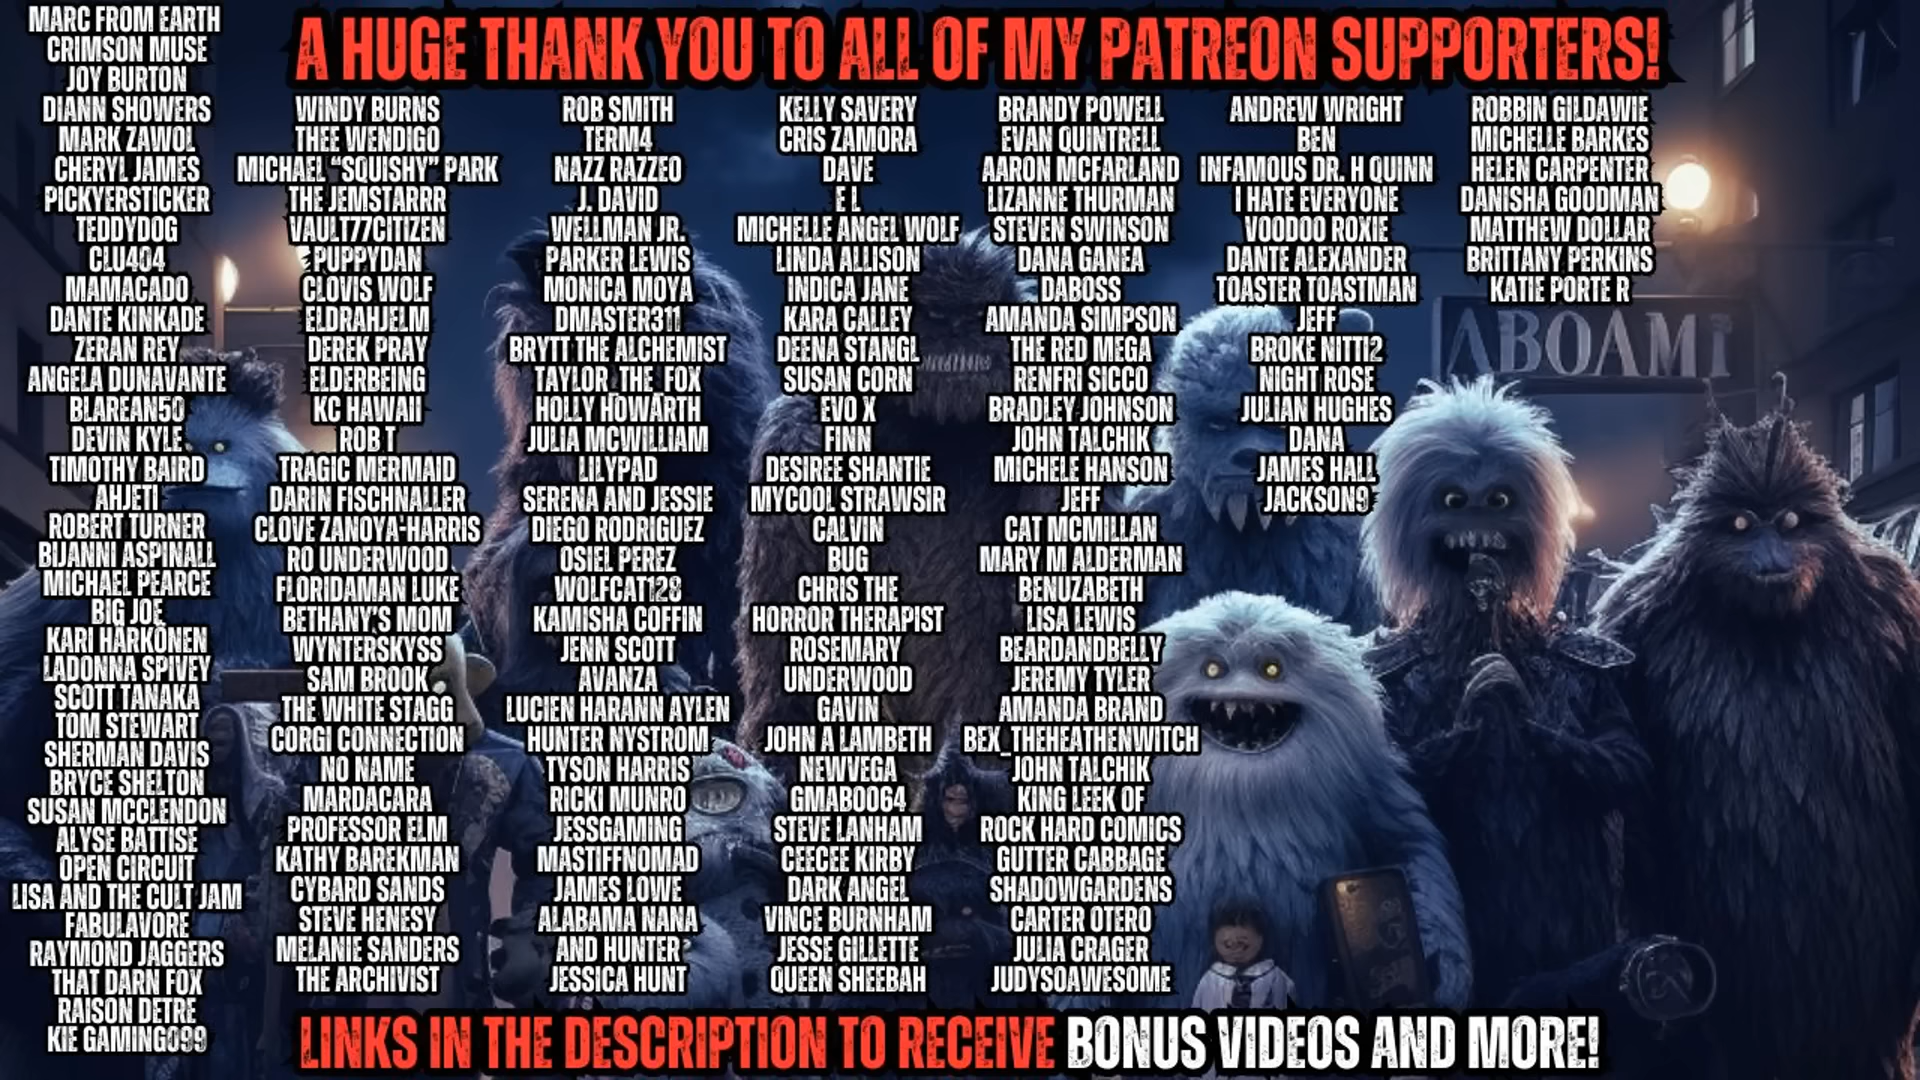 A HUGE THANK YOU TO ALL OF MY PATREON SUPPORTERS!
MARC FROM EARTH
CRIMSON MUSE
JOY BURTON
DIANN SHOWERS
MARK ZAWOL
CHERYL JAMES
PICKYERSTICKER
TEDDYDOG
CLU404
MAMACADO
DANTE KINKADE
ZERAN REY
ANGELA DUNAVANTE
BLAREAN50
DEVIN KYLE
TIMOTHY BAIRD
AHJETI
ROBERT TURNER
BIJANNI ASPINALL
MICHAEL PEARCE
BIG JOE
KARI HÄRKÖNEN
LADONNA SPIVEY
SCOTT TANAKA
TOM STEWART
SHERMAN DAVIS
BRYCE SHELTON
SUSAN MCCLENDON
ALYSE BATTISE
OPEN CIRCUIT
LISA AND THE CULT JAM
FABULAVORE
RAYMOND JAGGERS
THAT DARN FOX
RAISON DETRE
KIE GAMING099
WINDY BURNS
THEE WENDIGO
MICHAEL “SQUISHY” PARK
THE JEMSTARRR
VAULT77CITIZEN
PUPPYDAN
CLOVIS WOLF
ELDRAHJELM
DEREK PRAY
ELDERBEING
KC HAWAII
ROB T
TRAGIC MERMAID
DARIN FISCHNALLER
CLOVE ZANOYA-HARRIS
RO UNDERWOOD
FLORIDAMAN LUKE
BETHANY'S MOM
WYNTERSKYSS
SAM BROOK
THE WHITE STAGG
CORGI CONNECTION
NO NAME
MARDACARA
PROFESSOR ELM
KATHY BAREKMAN
CYBARD SANDS
STEVE HENESY
MELANIE SANDERS
THE ARCHIVIST
ROB SMITH
TERM4
NAZZ RAZZEO
J. DAVID
WELLMAN JR.
PARKER LEWIS
MONICA MOYA
DMASTER311
BRYTT THE ALCHEMIST
TAYLOR_THE_FOX
HOLLY HOWARTH
JULIA MCWILLIAM
LILYPAD
SERENA AND JESSIE
DIEGO RODRIGUEZ
OSIEL PEREZ
WOLFCAT128
KAMISHA COFFIN
JENN SCOTT
AVANZA
LUCIEN HARANN AYLEN
HUNTER NYSTROM
TYSON HARRIS
RICKI MUNRO
JESSGAMING
MASTIFFNOMAD
JAMES LOWE
ALABAMA NANA
AND HUNTER
JESSICA HUNT
KELLY SAVERY
CRIS ZAMORA
DAVE
E L
MICHELLE ANGEL WOLF
LINDA ALLISON
INDICA JANE
KARA CALLEY
DEENA STANGL
SUSAN CORN
EVO X
FINN
DESIREE SHANTIE
MYCOOL STRAWSIR
CALVIN
BUG
CHRIS THE
HORROR THERAPIST
ROSEMARY
UNDERWOOD
GAVIN
JOHN A LAMBETH
NEWVEGA
GMAB0064
STEVE LANHAM
CEECEE KIRBY
DARK ANGEL
VINCE BURNHAM
JESSE GILLETTE
QUEEN SHEEBAH
BRANDY POWELL
EVAN QUINTRELL
AARON MCFARLAND
LIZANNE THURMAN
STEVEN SWINSON
DANA GANEA
DABOSS
AMANDA SIMPSON
THE RED MEGA
RENFRI SICCO
BRADLEY JOHNSON
JOHN TALCHIK
MICHELE HANSON
JEFF
CAT MCMILLAN
MARY M ALDERMAN
BENUZABETH
LISA LEWIS
BEARDANDBELLY
JEREMY TYLER
AMANDA BRAND
BEX_THEHEATHENWITCH
JOHN TALCHIK
KING LEEK OF
ROCK HARD COMICS
GUTTER CABBAGE
SHADOWGARDENS
CARTER OTERO
JULIA CRAGER
JUDYSOAWESOME
ANDREW WRIGHT
BEN
INFAMOUS DR. H QUINN
I HATE EVERYONE
VOODOO ROXIE
DANTE ALEXANDER
TOASTER TOASTMAN
JEFF
BROKE NITTI2
NIGHT ROSE
JULIAN HUGHES
DANA
JAMES HALL
JACKSON9
ROBBIN GILDAWIE
MICHELLE BARKES
HELEN CARPENTER
DANISHA GOODMAN
MATTHEW DOLLAR
BRITTANY PERKINS
KATIE PORTE R
ABOAMI
LINKS IN THE DESCRIPTION TO RECEIVE BONUS VIDEOS AND MORE!